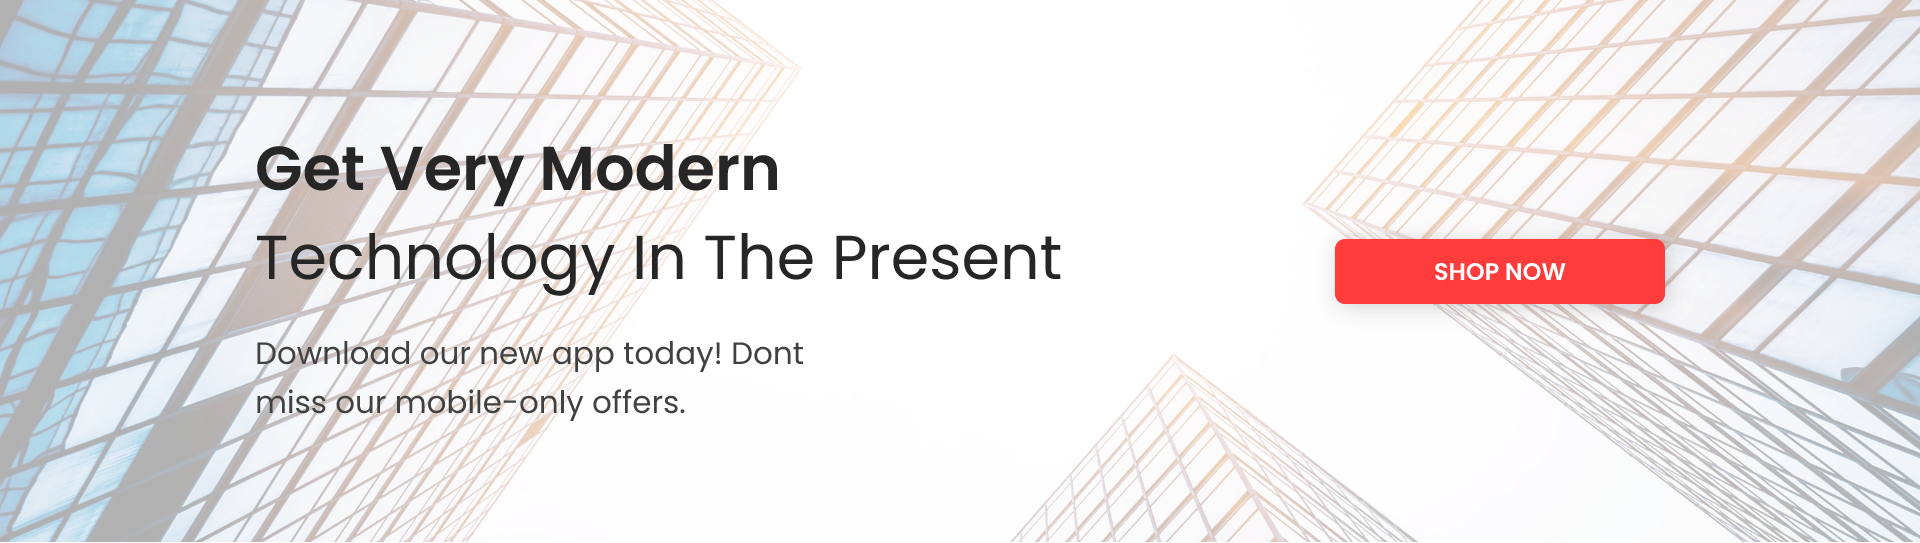 Get Very Modern
Technology In The Present
SHOP NOW
Download our new app today! Dont
miss our mobile-only offers.